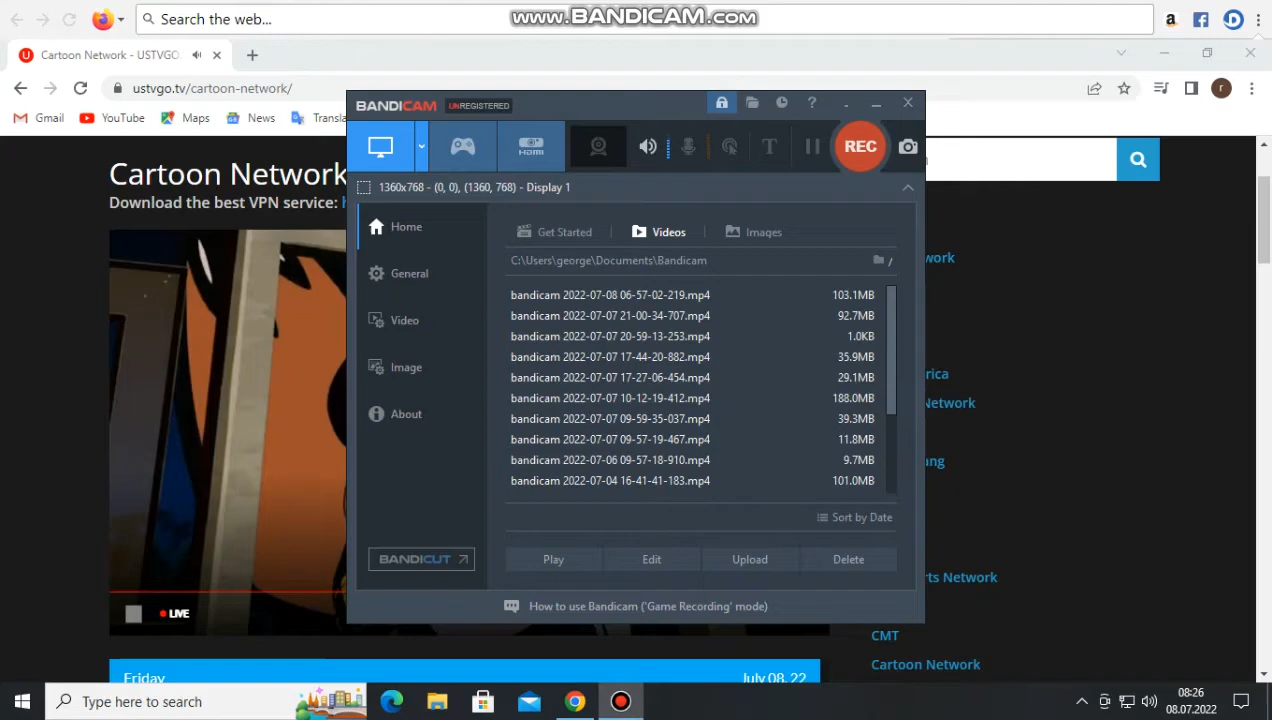 Search the web...
www.BANDICAM.com
Cartoon Network - USTVGO
ustvgo.tv/cartoon-network/
Gmail YouTube Maps News Transla
Cartoon Network
Download the best VPN service: h
LIVE
Friday July 08, 22
BANDICAM UNREGISTERED
HDMI T REC
1360x768 - (0, 0), (1360, 768) - Display 1
Home
General
Video
Image
About
BANDICUT
Get Started Videos Images
C:\Users\george\Documents\Bandicam /
bandicam 2022-07-08 06-57-02-219.mp4 103.1MB
bandicam 2022-07-07 21-00-34-707.mp4 92.7MB
bandicam 2022-07-07 20-59-13-253.mp4 1.0KB
bandicam 2022-07-07 17-44-20-882.mp4 35.9MB
bandicam 2022-07-07 17-27-06-454.mp4 29.1MB
bandicam 2022-07-07 10-12-19-412.mp4 188.0MB
bandicam 2022-07-07 09-59-35-037.mp4 39.3MB
bandicam 2022-07-07 09-57-19-467.mp4 11.8MB
bandicam 2022-07-06 09-57-18-910.mp4 9.7MB
bandicam 2022-07-04 16-41-41-183.mp4 101.0MB
Sort by Date
Play Edit Upload Delete
How to use Bandicam ('Game Recording' mode)
work
rica
Network
ung
rts Network
CMT
Cartoon Network
Type here to search
08:26
08.07.2022